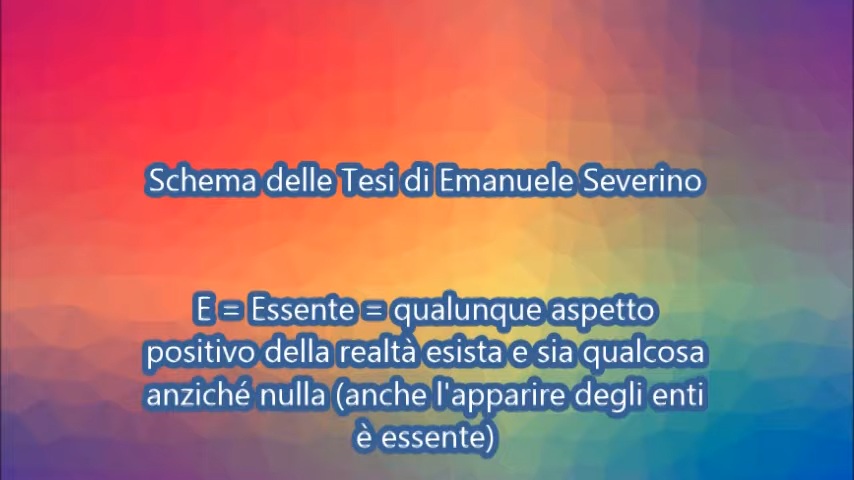 Schema delle Tesi di Emanuele Severino
E = Essente = qualunque aspetto
positivo della realtà esista e sia qualcosa
anziché nulla (anche l'apparire degli enti
è essente)